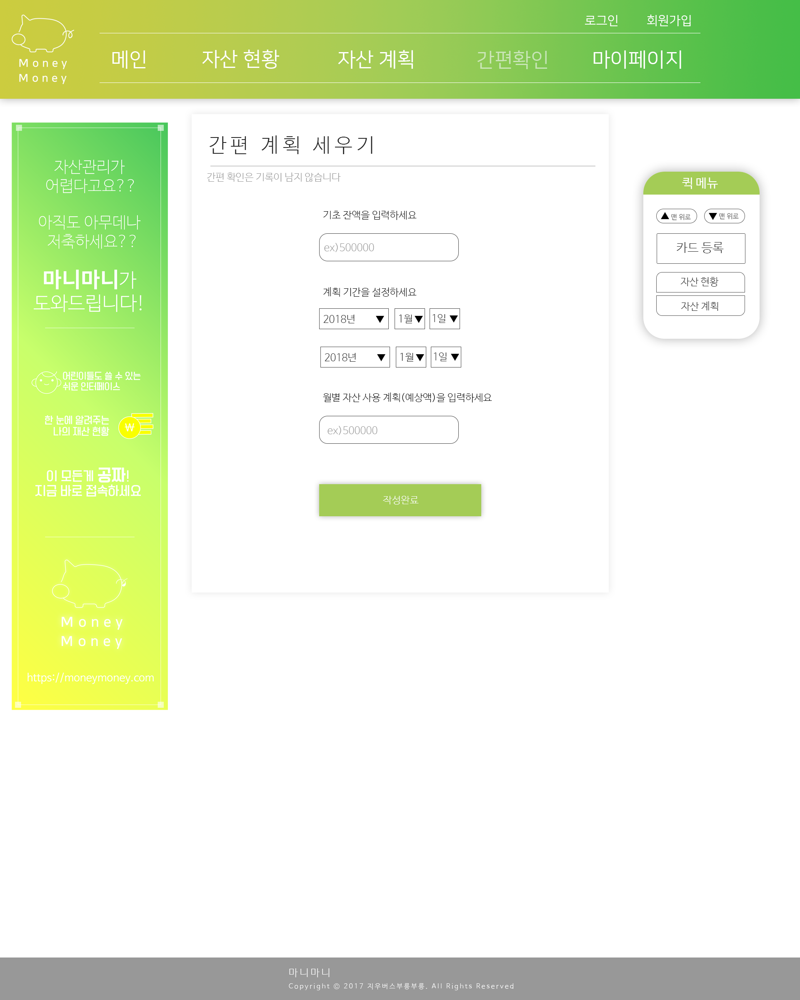 로그인 회원가입
Money
Money
메인 자산 현황 자산 계획 간편확인 마이페이지
자산관리가
어렵다고요??
아직도 아무데나
저축하세요??
마니마니가
도와드립니다!
어린이들도 쓸 수 있는
쉬운 인터페이스
한 눈에 알려주는
나의 재산 현황
₩
이 모든게 공짜!
지금 바로 접속하세요
Money
Money
https://moneymoney.com
간편 계획 세우기
간편 확인은 기록이 남지 않습니다
기초 잔액을 입력하세요
ex)500000
계획 기간을 설정하세요
2018년 ▼ 1월▼ 1일 ▼
2018년 ▼ 1월▼ 1일 ▼
월별 자산 사용 계획(예상액)을 입력하세요
ex)500000
작성완료
퀵 메뉴
▲ 맨 위로 ▼ 맨 위로
카드 등록
자산 현황
자산 계획
마니마니
Copyright © 2017 지우버스부릉부릉. All Rights Reserved